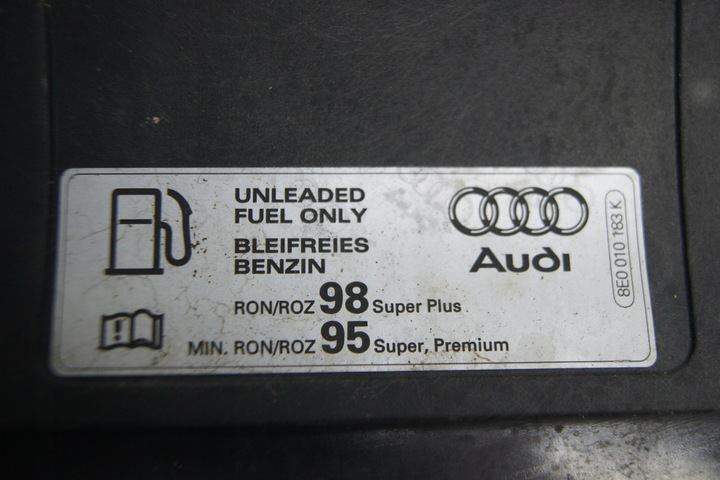 UNLEADED
FUEL ONLY
BLEIFREIES
BENZIN
RON/ROZ 98 Super Plus
MIN. RON/ROZ 95 Super, Premium
Audi
8E0 010 183 K